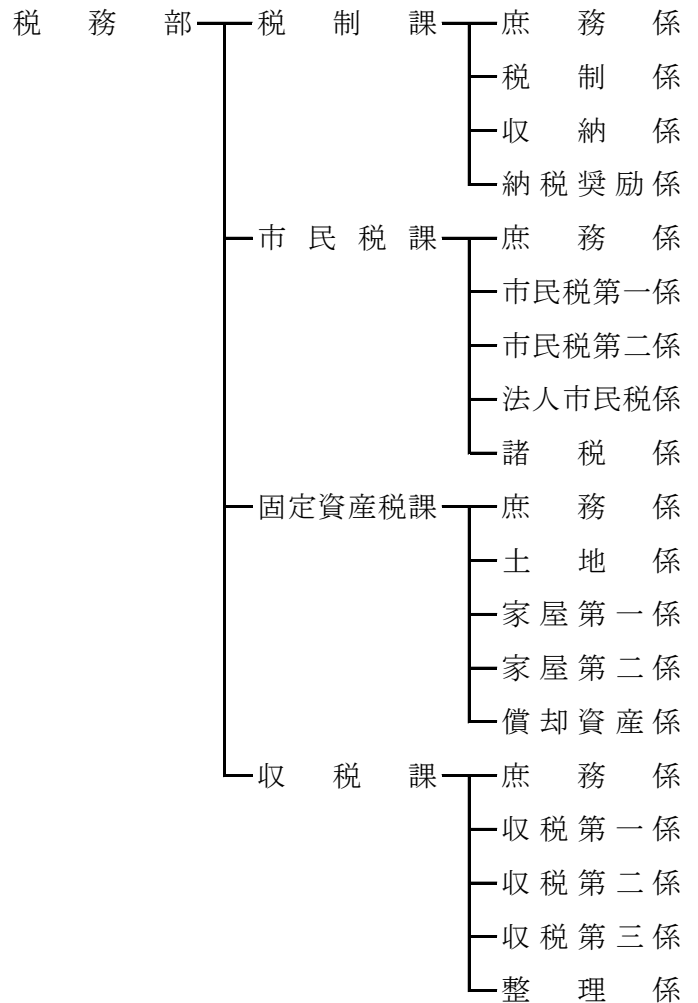 税務部 税制課 庶務係
税制係
収納係
納税奨励係
市民税課 庶務係
市民税第一係
市民税第二係
法人市民税係
諸税係
固定資産税課 庶務係
土地係
家屋第一係
家屋第二係
償却資産係
収税課 庶務係
収税第一係
収税第二係
収税第三係
整理係